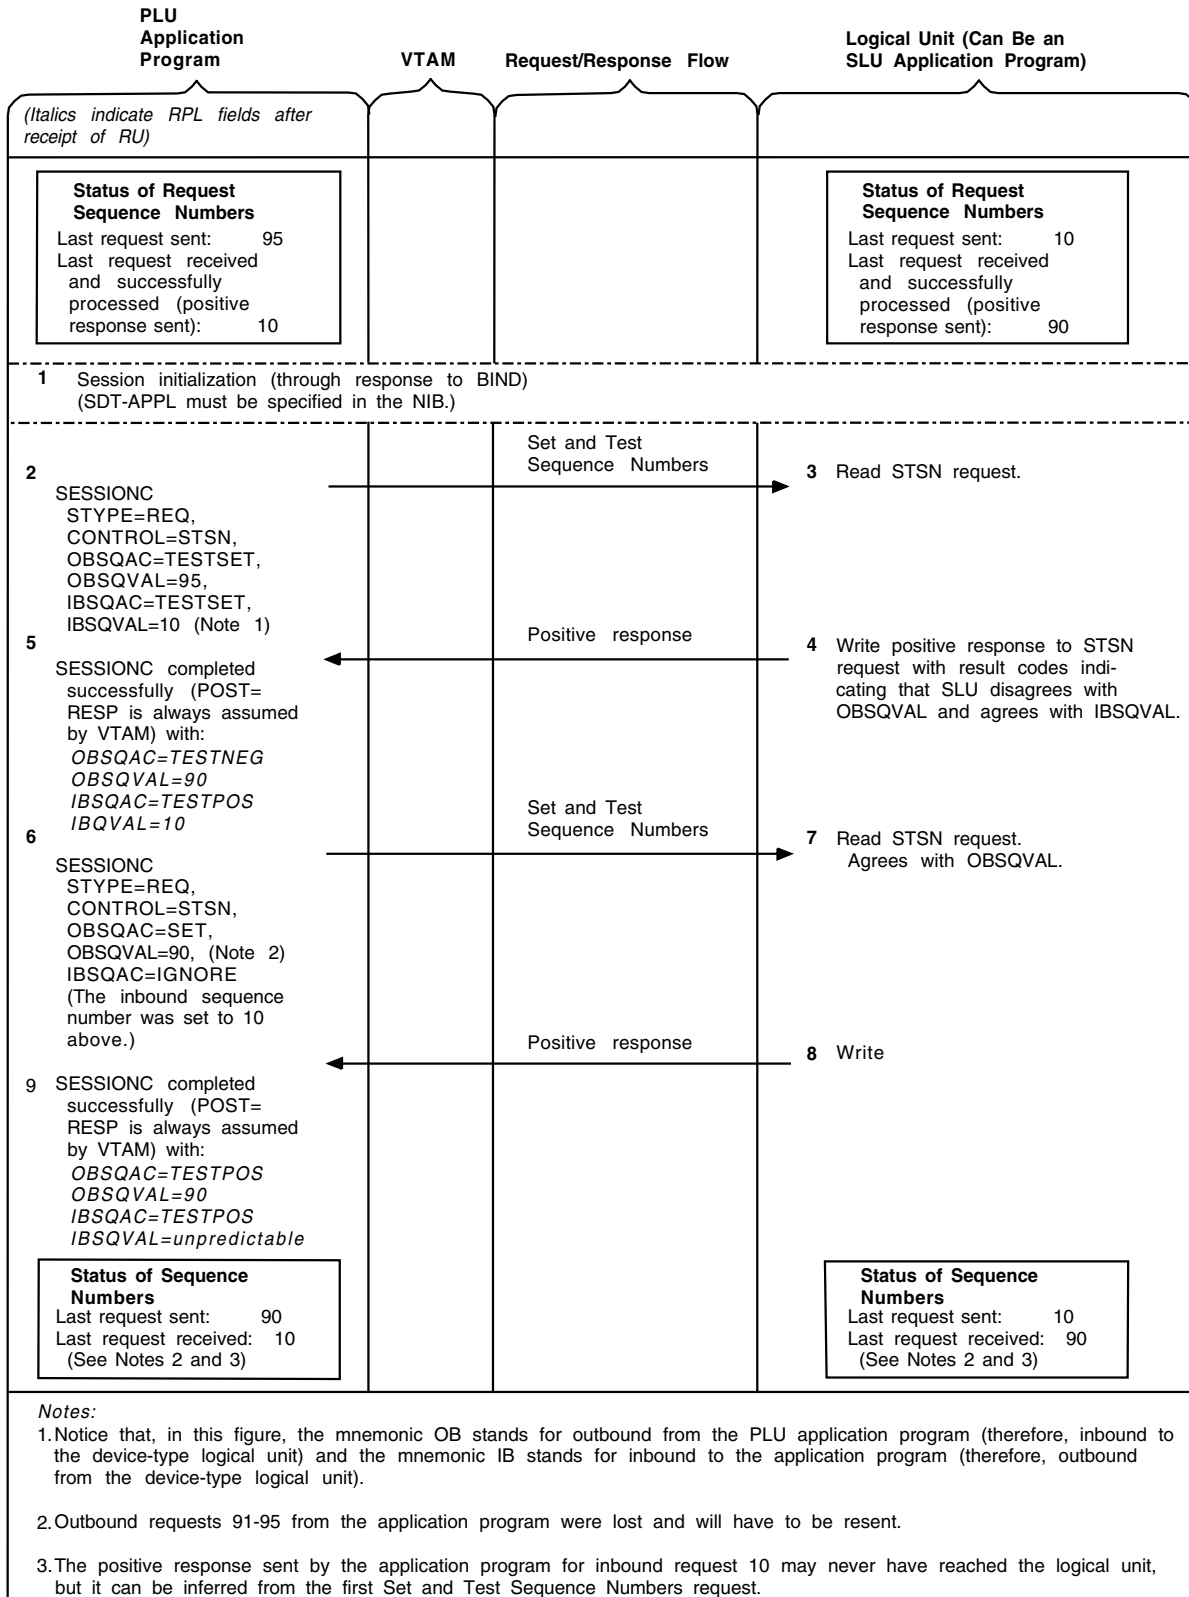 PLU
Application
Program
VTAM
Request/Response Flow
Logical Unit (Can Be an
SLU Application Program)
(Italics indicate RPL fields after
receipt of RU)
Status of Request
Sequence Numbers
Last request sent: 95
Last request received
and successfully
processed (positive
response sent): 10
Status of Request
Sequence Numbers
Last request sent: 10
Last request received
and successfully
processed (positive
response sent): 90
1 Session initialization (through response to BIND)
(SDT-APPL must be specified in the NIB.)
2
SESSIONC
STYPE=REQ,
CONTROL=STSN,
OBSQAC=TESTSET,
OBSQVAL=95,
IBSQAC=TESTSET,
IBSQVAL=10 (Note 1)
Set and Test
Sequence Numbers
3 Read STSN request.
Positive response
4 Write positive response to STSN
request with result codes indi-
cating that SLU disagrees with
OBSQVAL and agrees with IBSQVAL.
5
SESSIONC completed
successfully (POST=
RESP is always assumed
by VTAM) with:
OBSQAC=TESTNEG
OBSQVAL=90
IBSQAC=TESTPOS
IBQVAL=10
6
SESSIONC
STYPE=REQ,
CONTROL=STSN,
OBSQAC=SET,
OBSQVAL=90, (Note 2)
IBSQAC=IGNORE
(The inbound sequence
number was set to 10
above.)
Set and Test
Sequence Numbers
7 Read STSN request.
Agrees with OBSQVAL.
Positive response
8 Write
9 SESSIONC completed
successfully (POST=
RESP is always assumed
by VTAM) with:
OBSQAC=TESTPOS
OBSQVAL=90
IBSQAC=TESTPOS
IBSQVAL=unpredictable
Status of Sequence
Numbers
Last request sent: 90
Last request received: 10
(See Notes 2 and 3)
Status of Sequence
Numbers
Last request sent: 10
Last request received: 90
(See Notes 2 and 3)
Notes:
1. Notice that, in this figure, the mnemonic OB stands for outbound from the PLU application program (therefore, inbound to
the device-type logical unit) and the mnemonic IB stands for inbound to the application program (therefore, outbound
from the device-type logical unit).
2. Outbound requests 91-95 from the application program were lost and will have to be resent.
3. The positive response sent by the application program for inbound request 10 may never have reached the logical unit,
but it can be inferred from the first Set and Test Sequence Numbers request.